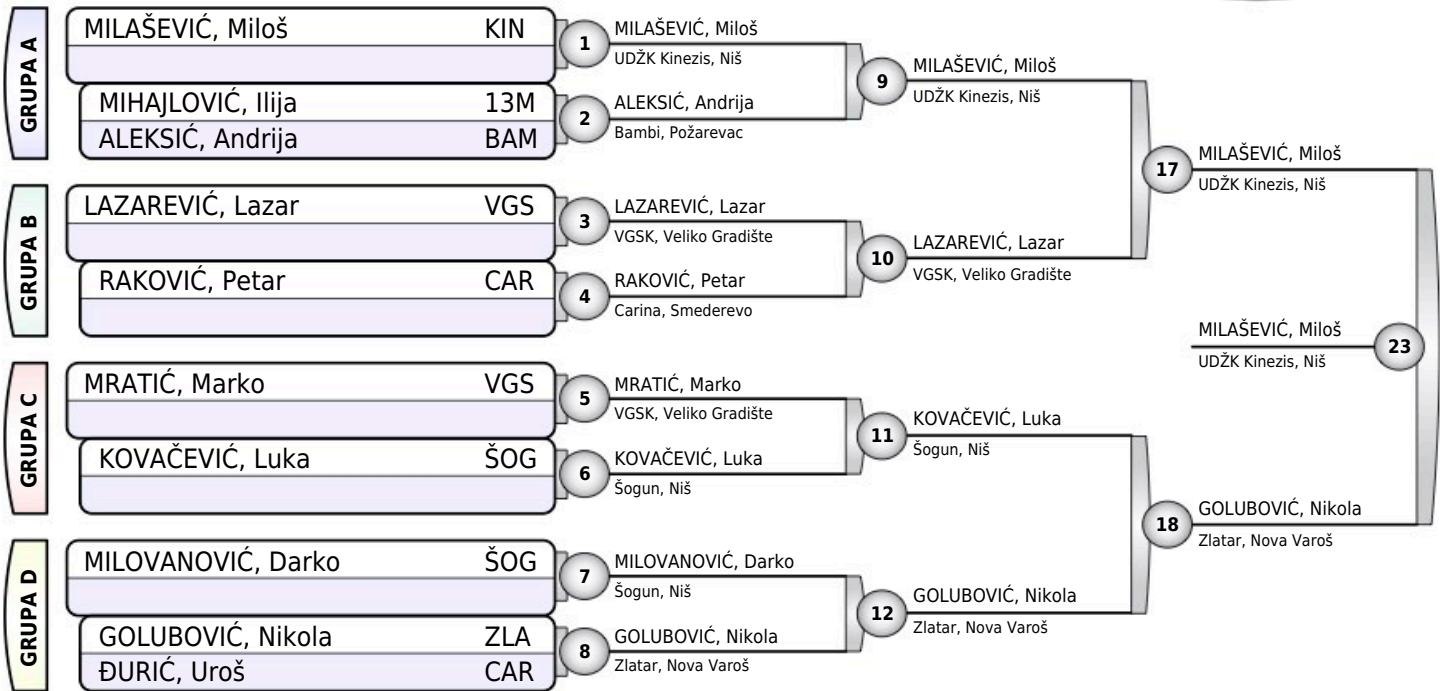 GRUPA A
MILAŠEVIĆ, Miloš KIN
MIHAJLOVIĆ, Ilija 13M
ALEKSIĆ, Andrija BAM
GRUPA B
LAZAREVIĆ, Lazar VGS
RAKOVIĆ, Petar CAR
GRUPA C
MRATIĆ, Marko VGS
KOVAČEVIĆ, Luka ŠOG
GRUPA D
MILOVANOVIĆ, Darko ŠOG
GOLUBOVIĆ, Nikola ZLA
ĐURIĆ, Uroš CAR
1
MILAŠEVIĆ, Miloš
UDŽK Kinezis, Niš
2
ALEKSIĆ, Andrija
Bambi, Požarevac
3
LAZAREVIĆ, Lazar
VGSK, Veliko Gradište
4
RAKOVIĆ, Petar
Carina, Smederevo
5
MRATIĆ, Marko
VGSK, Veliko Gradište
6
KOVAČEVIĆ, Luka
Šogun, Niš
7
MILOVANOVIĆ, Darko
Šogun, Niš
8
GOLUBOVIĆ, Nikola
Zlatar, Nova Varoš
9
MILAŠEVIĆ, Miloš
UDŽK Kinezis, Niš
10
LAZAREVIĆ, Lazar
VGSK, Veliko Gradište
11
KOVAČEVIĆ, Luka
Šogun, Niš
12
GOLUBOVIĆ, Nikola
Zlatar, Nova Varoš
17
MILAŠEVIĆ, Miloš
UDŽK Kinezis, Niš
18
GOLUBOVIĆ, Nikola
Zlatar, Nova Varoš
MILAŠEVIĆ, Miloš
UDŽK Kinezis, Niš
23